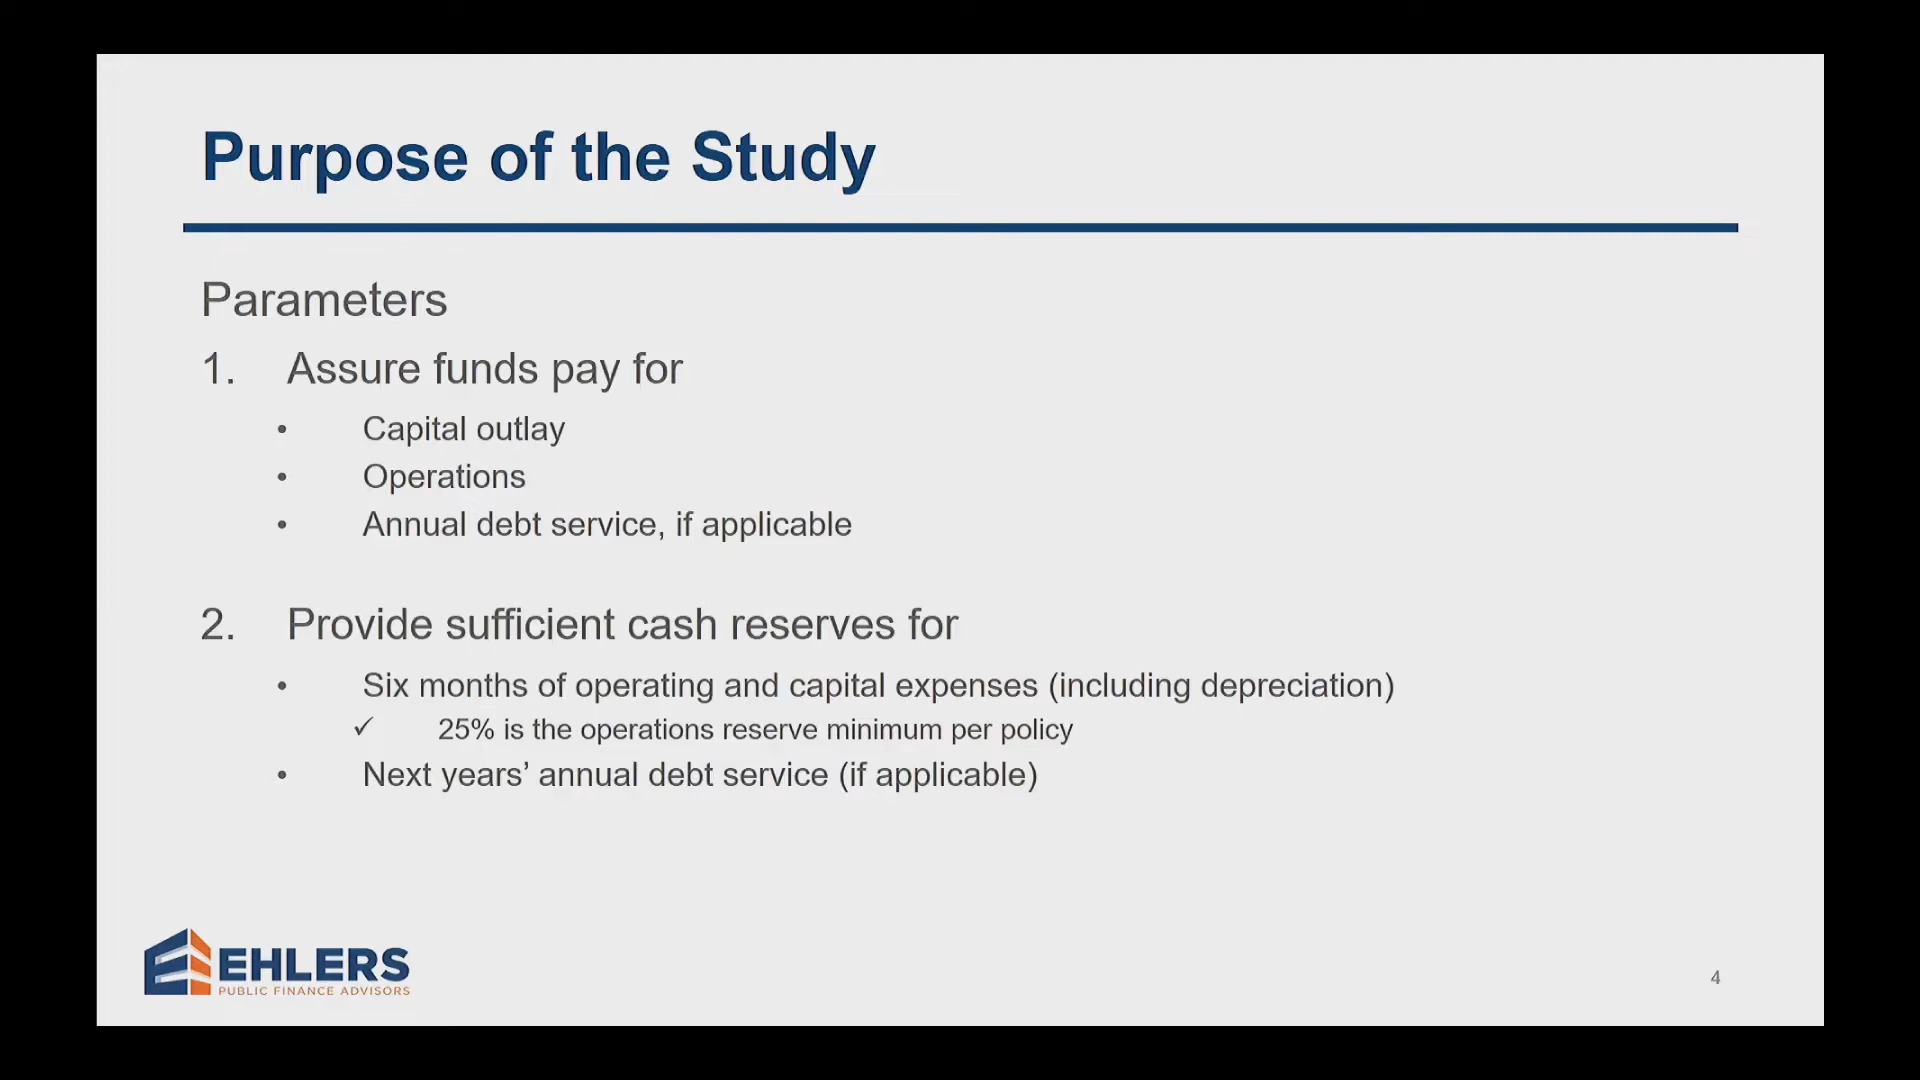 Purpose of the Study
Parameters
1. Assure funds pay for
• Capital outlay
• Operations
• Annual debt service, if applicable
2. Provide sufficient cash reserves for
• Six months of operating and capital expenses (including depreciation)
✓ 25% is the operations reserve minimum per policy
• Next years’ annual debt service (if applicable)
EHLERS
PUBLIC FINANCE ADVISORS
4